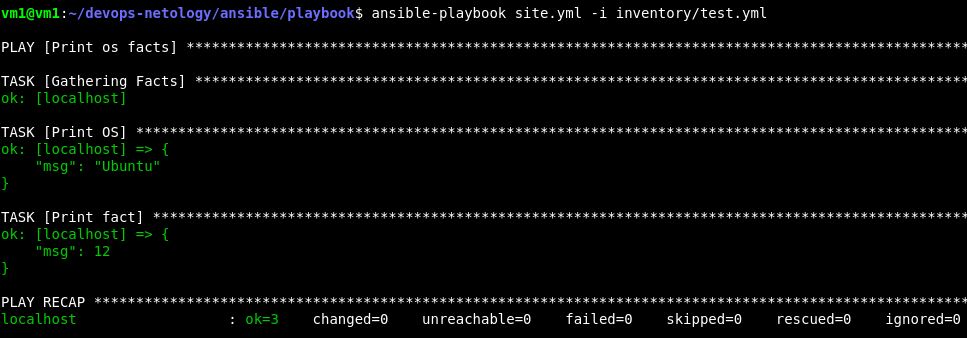 vm1@vm1:~/devops-netology/ansible/playbook$ ansible-playbook site.yml -i inventory/test.yml
PLAY [Print os facts] ********************************************************************************************
TASK [Gathering Facts] *******************************************************************************************
ok: [localhost]
TASK [Print OS] **************************************************************************************************
ok: [localhost] => {
    "msg": "Ubuntu"
}
TASK [Print fact] ************************************************************************************************
ok: [localhost] => {
    "msg": 12
}
PLAY RECAP *******************************************************************************************************
localhost                  : ok=3    changed=0    unreachable=0    failed=0    skipped=0    rescued=0    ignored=0